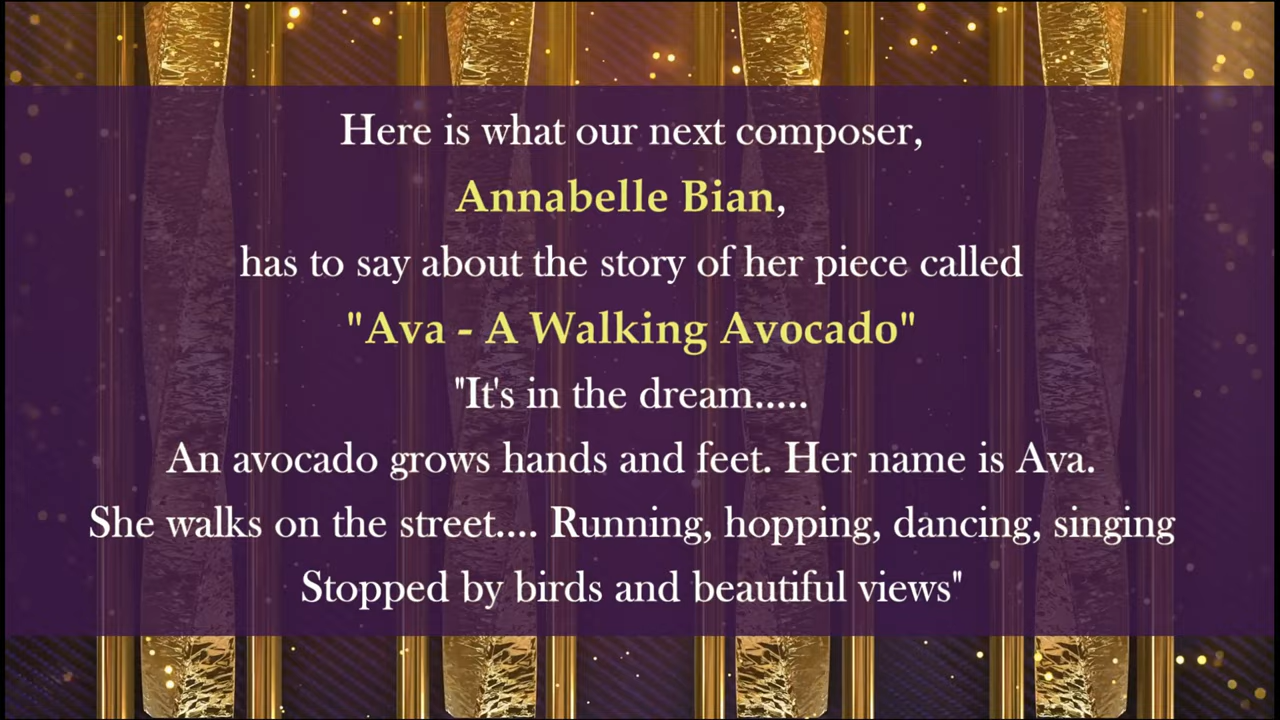 Here is what our next composer,
Annabelle Bian,
has to say about the story of her piece called
"Ava - A Walking Avocado"
"It's in the dream.....
An avocado grows hands and feet. Her name is Ava.
She walks on the street.... Running, hopping, dancing, singing
Stopped by birds and beautiful views"